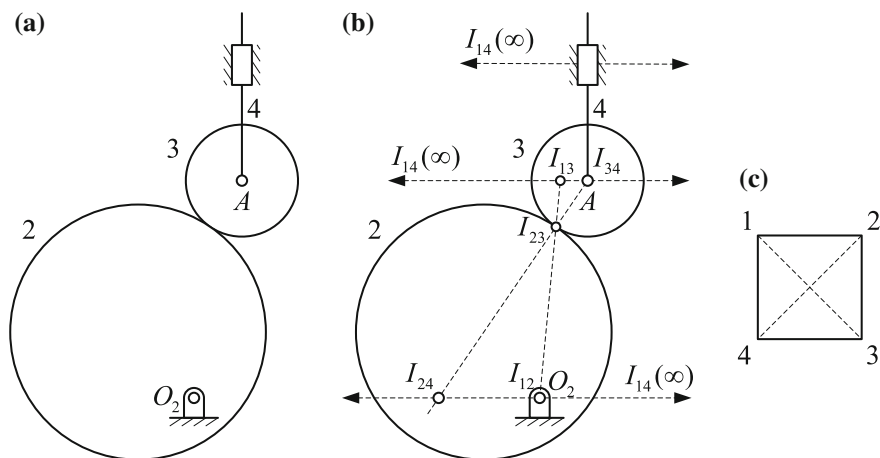 (a)
4
3
A
2
O₂
(b)
I₁₄(∞)
4
3
I₁₄(∞)
I₁₃
I₃₄
A
I₂₃
2
I₂₄
I₁₂
O₂
I₁₄(∞)
(c)
1 2
4 3